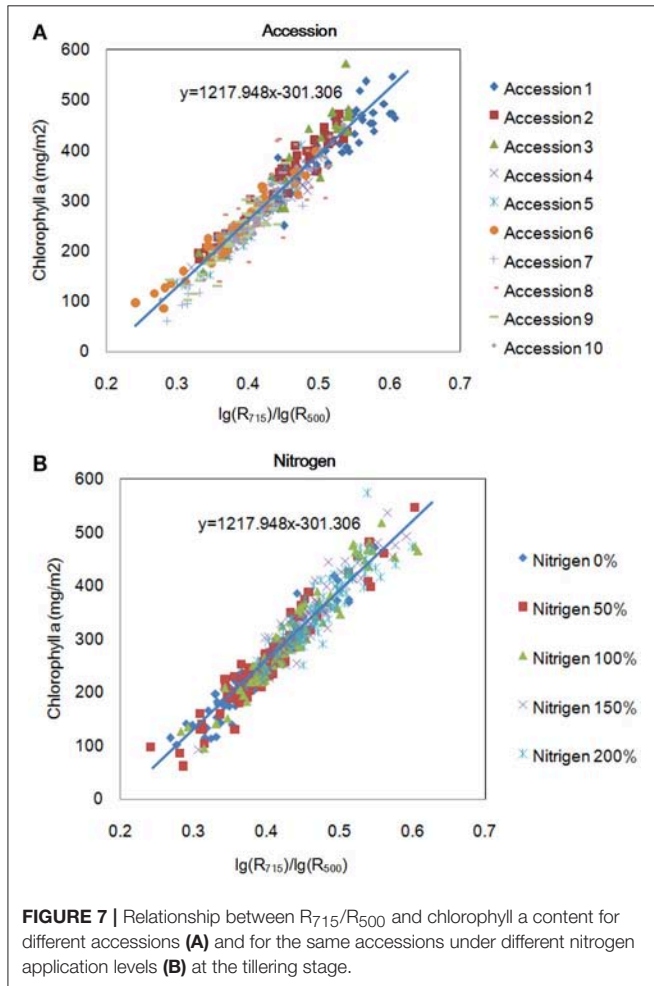 A
Accession
600
500
400
300
200
100
0
Chlorophyll a (mg/m2)
y=1217.948x-301.306
0.2 0.3 0.4 0.5 0.6 0.7
lg(R₇₁₅)/lg(R₅₀₀)
Accession 1
Accession 2
Accession 3
Accession 4
Accession 5
Accession 6
Accession 7
Accession 8
Accession 9
Accession 10
B
Nitrogen
600
500
400
300
200
100
0
Chlorophyll a (mg/m2)
y=1217.948x-301.306
0.2 0.3 0.4 0.5 0.6 0.7
lg(R₇₁₅)/lg(R₅₀₀)
Nitrigen 0%
Nitrigen 50%
Nitrigen 100%
Nitrigen 150%
Nitrigen 200%
FIGURE 7 | Relationship between R₇₁₅/R₅₀₀ and chlorophyll a content for
different accessions (A) and for the same accessions under different nitrogen
application levels (B) at the tillering stage.